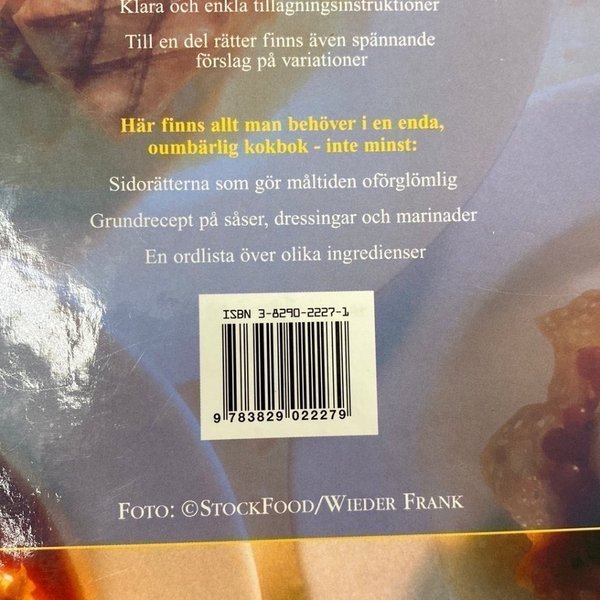 Klara och enkla tillagningsinstruktioner
Till en del rätter finns även spännande
förslag på variationer
Här finns allt man behöver i en enda,
oumbärlig kokbok - inte minst:
Sidorätterna som gör måltiden oförglömlig
Grundrecept på såser, dressingar och marinader
En ordlista över olika ingredienser
ISBN 3-8290-2227-1
9 783829 022279
FOTO: ©STOCKFOOD/WIEDER FRANK